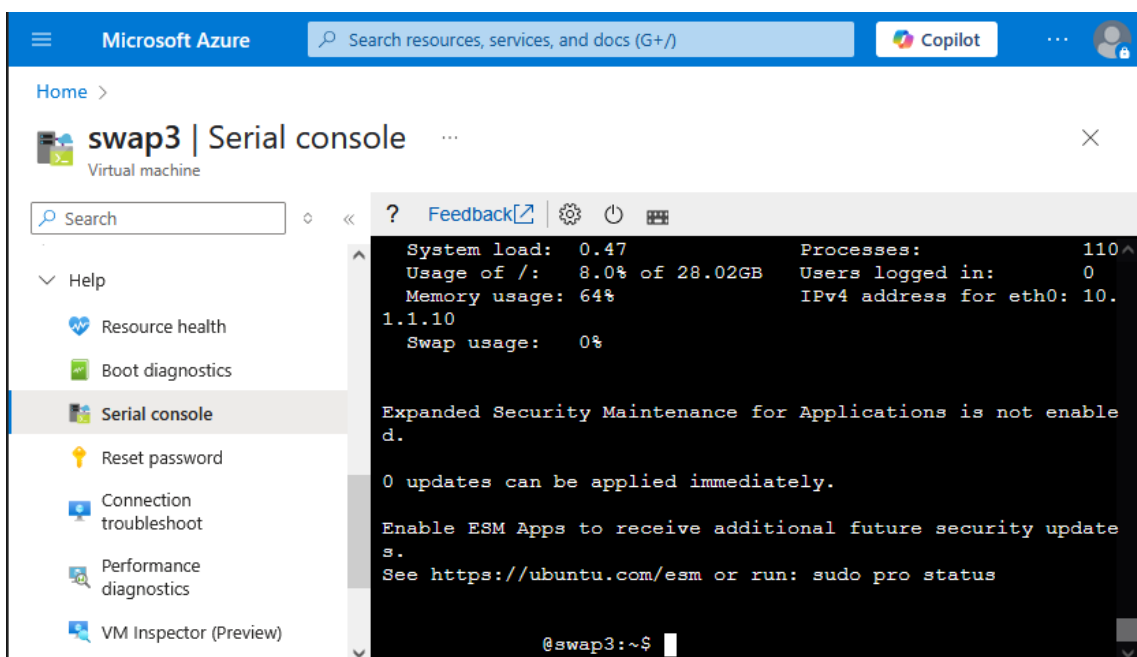 Microsoft Azure
Search resources, services, and docs (G+/)
Copilot
...
Home >
swap3 | Serial console ...
Virtual machine
Search
Help
Resource health
Boot diagnostics
Serial console
Reset password
Connection
troubleshoot
Performance
diagnostics
VM Inspector (Preview)
? Feedback
System load: 0.47 Processes: 110
Usage of /: 8.0% of 28.02GB Users logged in: 0
Memory usage: 64% IPv4 address for eth0: 10.
1.1.10
Swap usage: 0%
Expanded Security Maintenance for Applications is not enable
d.
0 updates can be applied immediately.
Enable ESM Apps to receive additional future security update
s.
See https://ubuntu.com/esm or run: sudo pro status
@swap3:~$